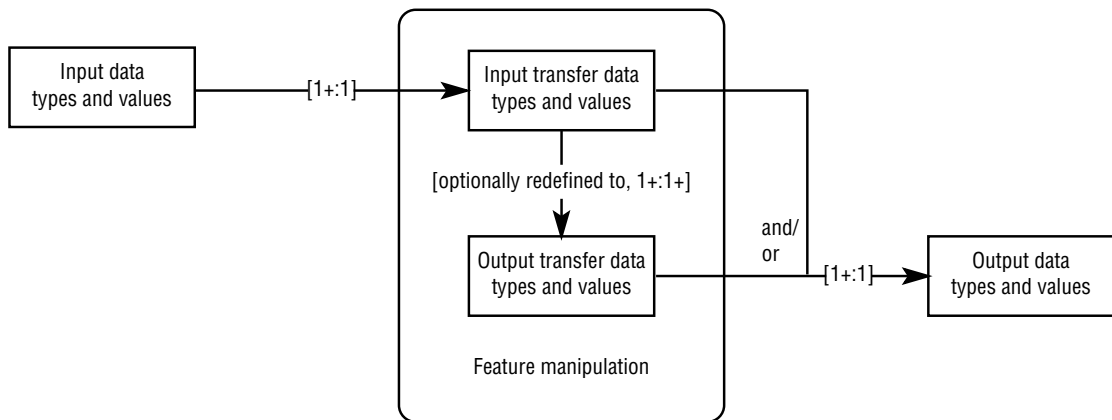 Input data
types and values
[1+:1]
Input transfer data
types and values
[optionally redefined to, 1+:1+]
Output transfer data
types and values
and/
or
[1+:1]
Output data
types and values
Feature manipulation